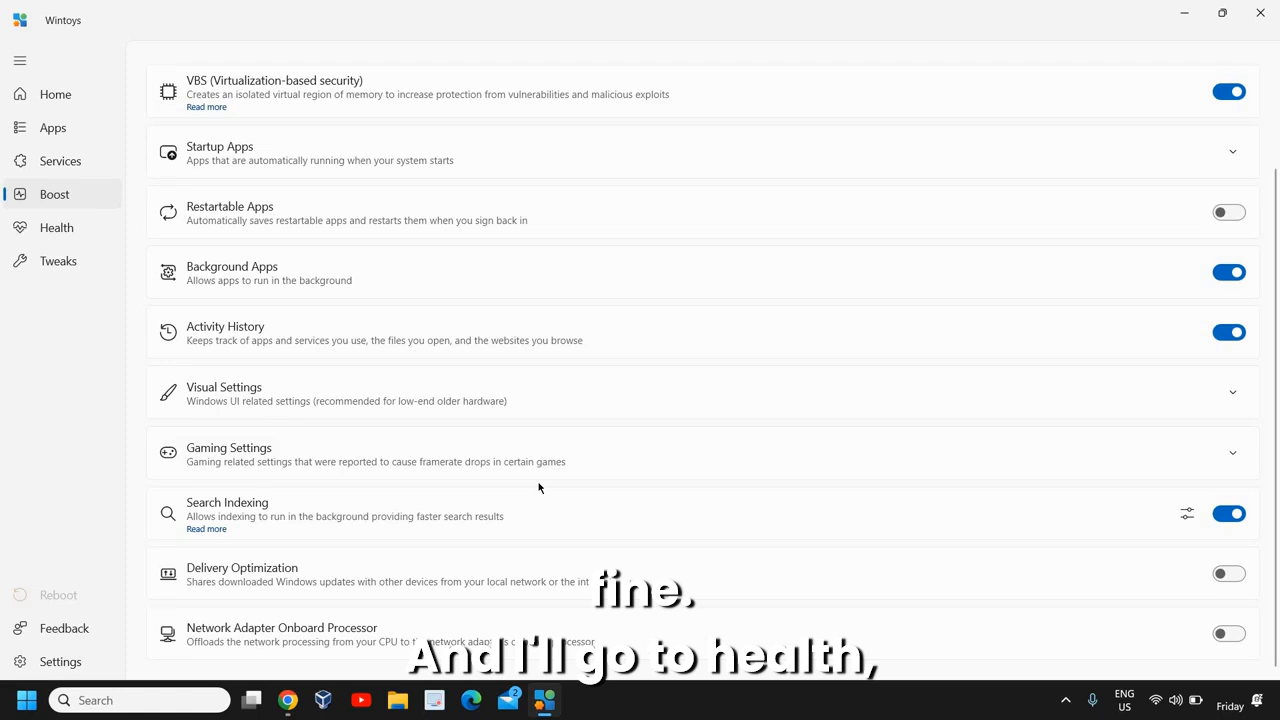 Wintoys
Home
Apps
Services
Boost
Health
Tweaks
Reboot
Feedback
Settings
VBS (Virtualization-based security)
Creates an isolated virtual region of memory to increase protection from vulnerabilities and malicious exploits
Read more
Startup Apps
Apps that are automatically running when your system starts
Restartable Apps
Automatically saves restartable apps and restarts them when you sign back in
Background Apps
Allows apps to run in the background
Activity History
Keeps track of apps and services you use, the files you open, and the websites you browse
Visual Settings
Windows UI related settings (recommended for low-end older hardware)
Gaming Settings
Gaming related settings that were reported to cause framerate drops in certain games
Search Indexing
Allows indexing to run in the background providing faster search results
Read more
Delivery Optimization
Shares downloaded Windows updates with other devices from your local network or the
Network Adapter Onboard Processor
Offloads the network processing from your CPU to network processor
fine.
And I'll go to health,
Search
2
ENG
US
Friday